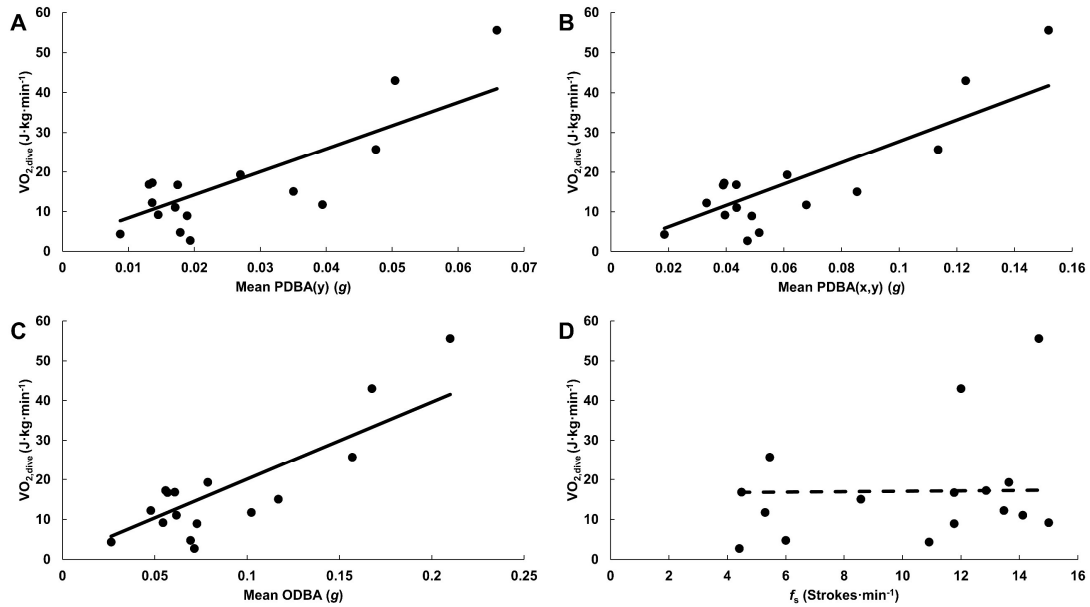 A
60
50
40
30
20
10
0
VO2,dive (J·kg·min-1)
0 0.01 0.02 0.03 0.04 0.05 0.06 0.07
Mean PDBA(y) (g)
B
60
50
40
30
20
10
0
VO2,dive (J·kg·min-1)
0 0.02 0.04 0.06 0.08 0.1 0.12 0.14 0.16
Mean PDBA(x,y) (g)
C
60
50
40
30
20
10
0
VO2,dive (J·kg·min-1)
0 0.05 0.1 0.15 0.2 0.25
Mean ODBA (g)
D
60
50
40
30
20
10
0
VO2,dive (J·kg·min-1)
0 2 4 6 8 10 12 14 16
fs (Strokes·min-1)